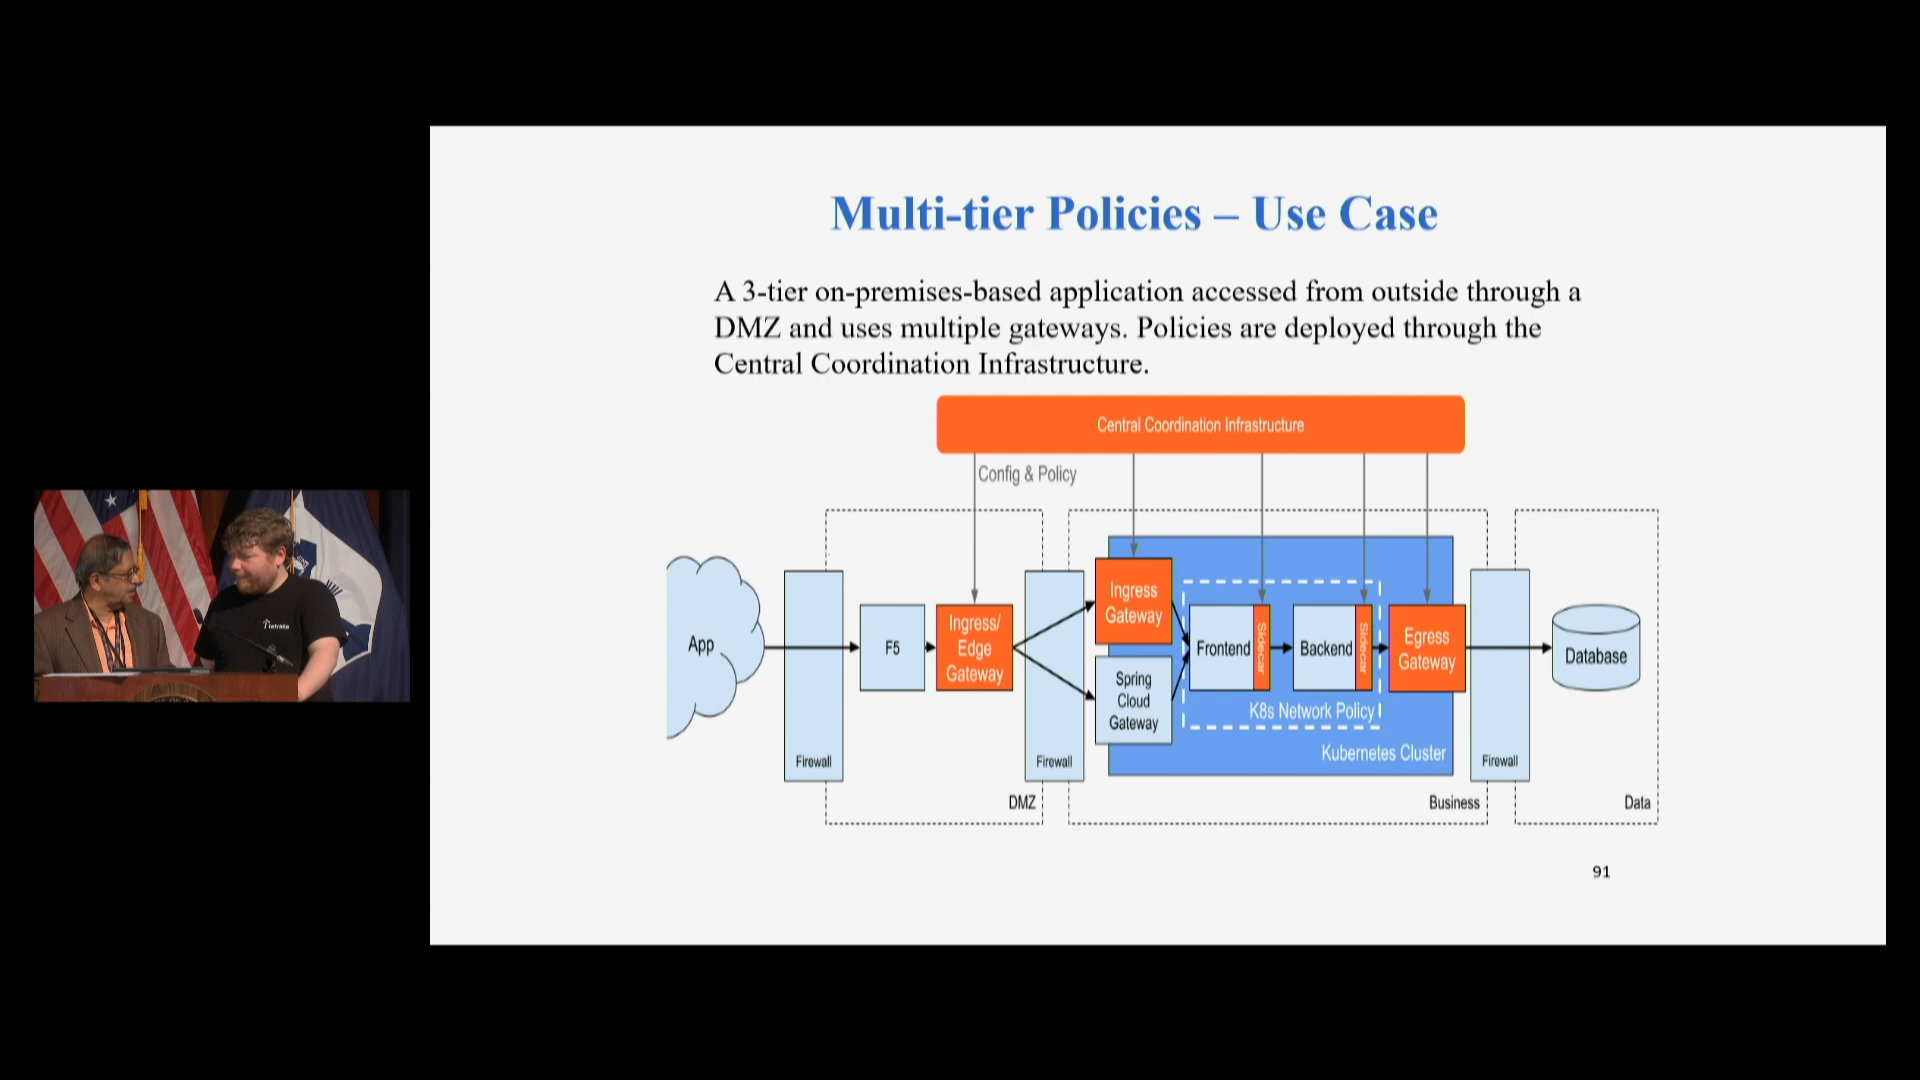 Multi-tier Policies – Use Case
A 3-tier on-premises-based application accessed from outside through a
DMZ and uses multiple gateways. Policies are deployed through the
Central Coordination Infrastructure.
Central Coordination Infrastructure
Config & Policy
App
Firewall
F5
Ingress/
Edge
Gateway
DMZ
Firewall
Ingress
Gateway
Spring
Cloud
Gateway
Frontend
Sidecar
Backend
Sidecar
K8s Network Policy
Kubernetes Cluster
Egress
Gateway
Business
Firewall
Database
Data
91
tetrate